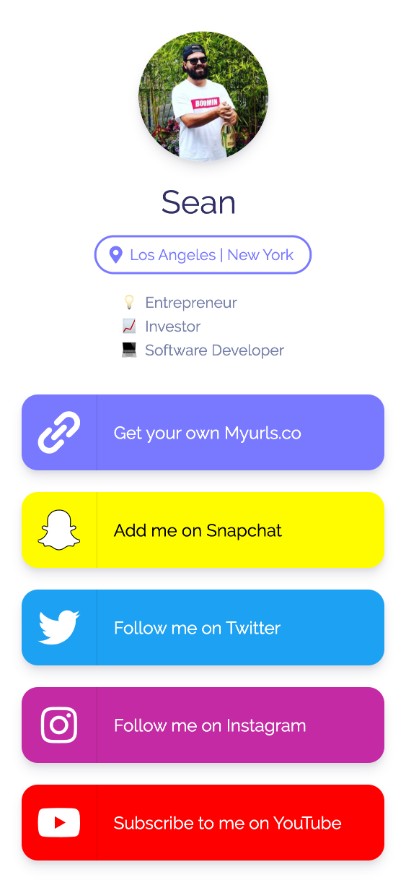 Sean
Los Angeles | New York
Entrepreneur
Investor
Software Developer
Get your own Myurls.co
Add me on Snapchat
Follow me on Twitter
Follow me on Instagram
Subscribe to me on YouTube